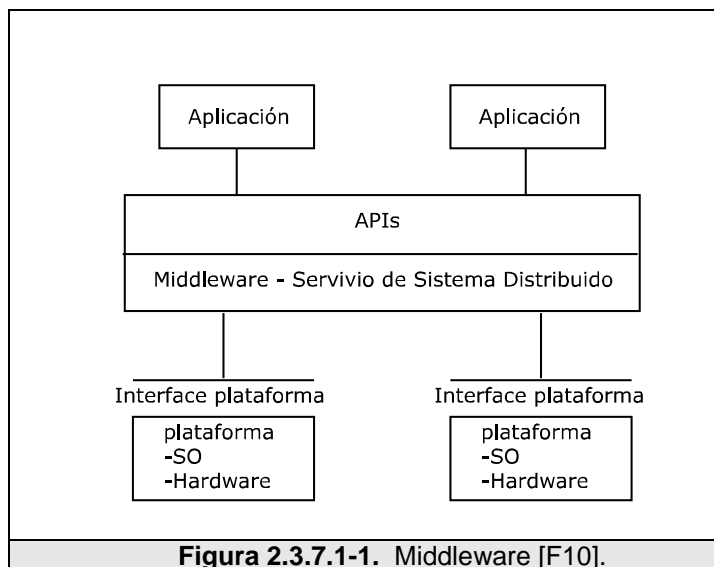 Aplicación
Aplicación
APIs
Middleware - Servivio de Sistema Distribuido
Interface plataforma
Interface plataforma
plataforma
-SO
-Hardware
plataforma
-SO
-Hardware
Figura 2.3.7.1-1. Middleware [F10].